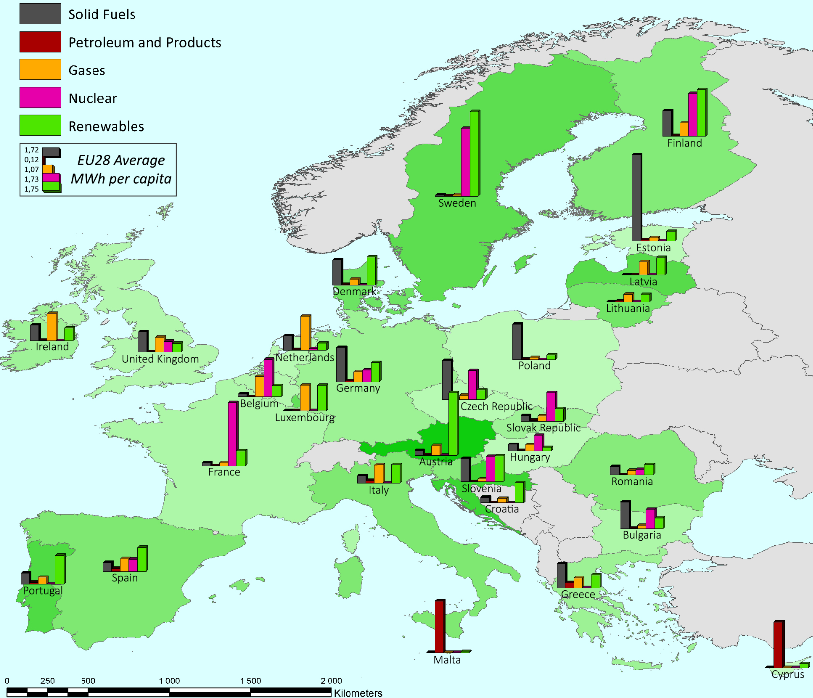 Solid Fuels
Petroleum and Products
Gases
Nuclear
Renewables
1,72
0,12
1,07
1,73
1,75
EU28 Average
MWh per capita
Finland
Sweden
Estonia
Latvia
Denmark
Lithuania
Ireland
United Kingdom
Netherlands
Poland
Germany
Belgium
Czech Republic
Luxembourg
Slovak Republic
Hungary
Austria
France
Romania
Italy
Slovenia
Croatia
Bulgaria
Spain
Portugal
Greece
Malta
Cyprus
0 250 500 1 000 1 500 2 000
Kilometers